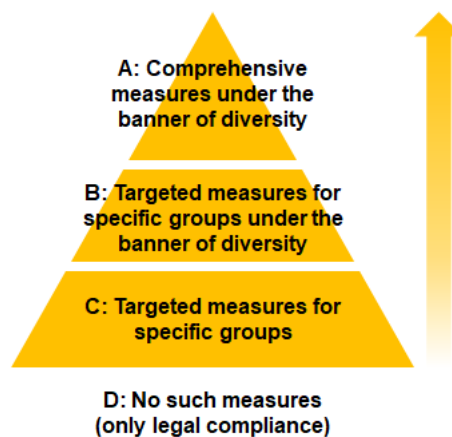 A: Comprehensive
measures under the
banner of diversity
B: Targeted measures for
specific groups under the
banner of diversity
C: Targeted measures for
specific groups
D: No such measures
(only legal compliance)